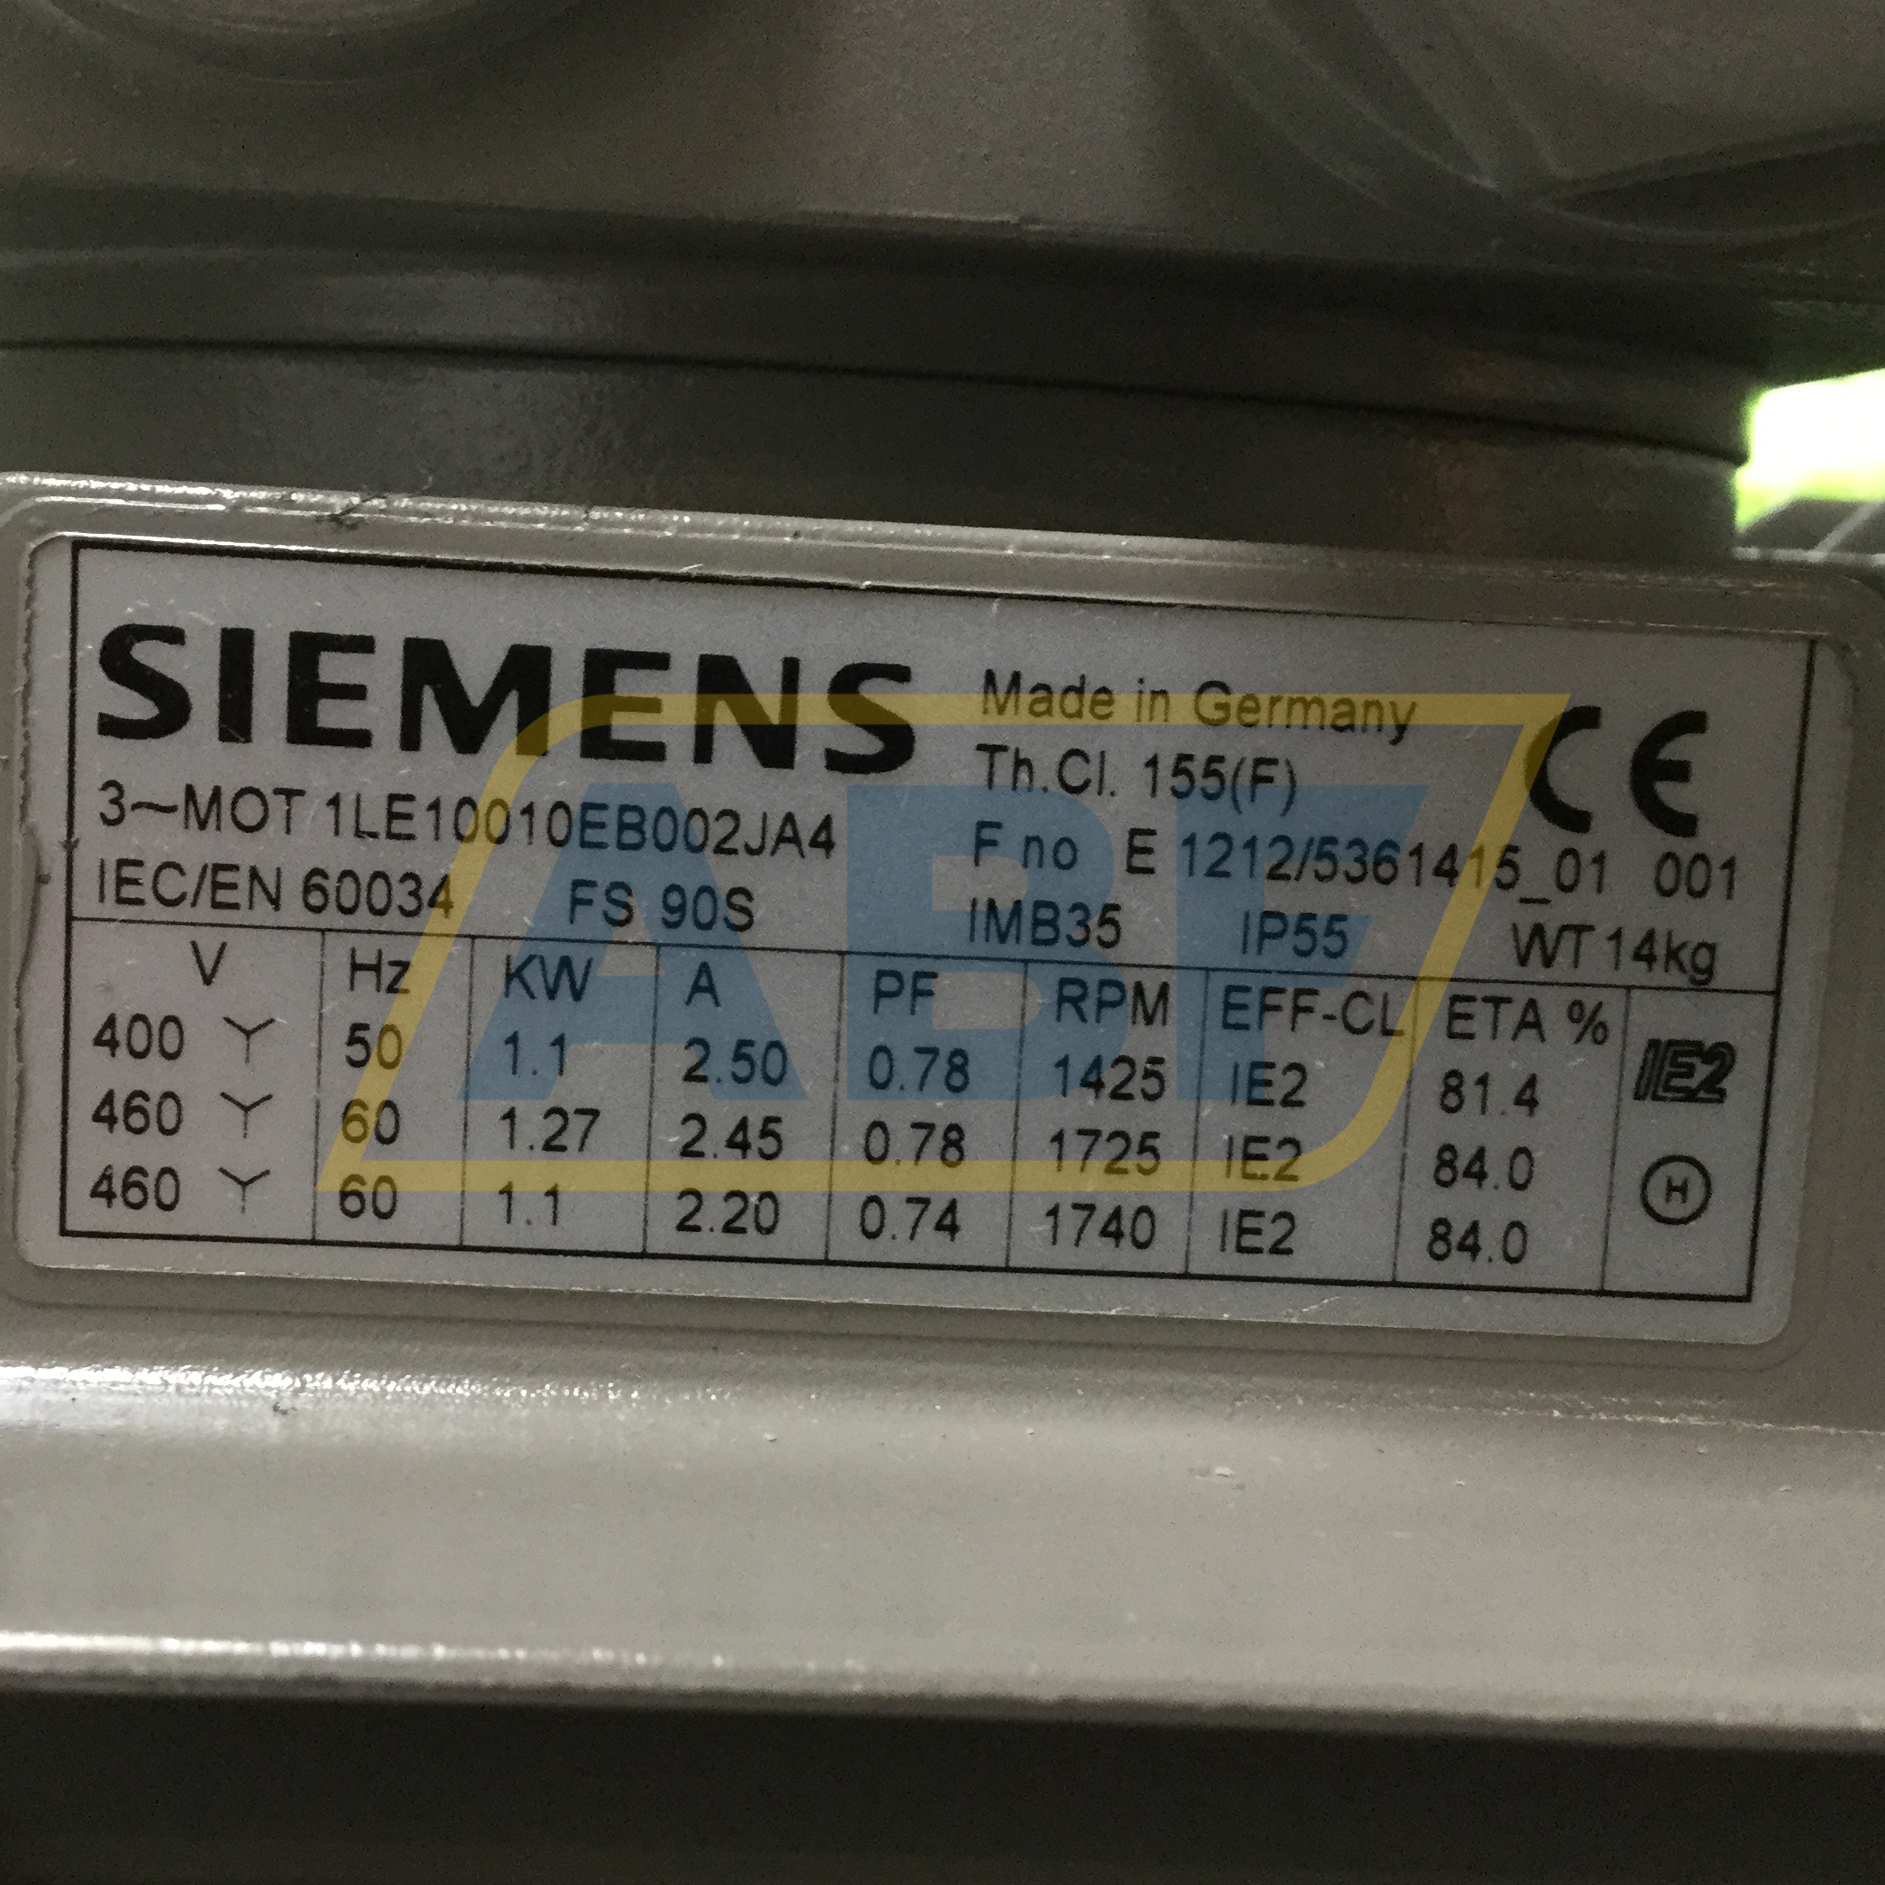 SIEMENS
Made in Germany
Th.Cl. 155(F)
CE
3~MOT 1LE10010EB002JA4
F no E 1212/5361415_01 001
IEC/EN 60034 FS 90S IMB35 IP55 WT 14kg
V Hz KW A PF RPM EFF-CL ETA %
400 Y 50 1.1 2.50 0.78 1425 IE2 81.4
460 Y 60 1.27 2.45 0.78 1725 IE2 84.0
460 Y 60 1.1 2.20 0.74 1740 IE2 84.0
IE2
H
ABF